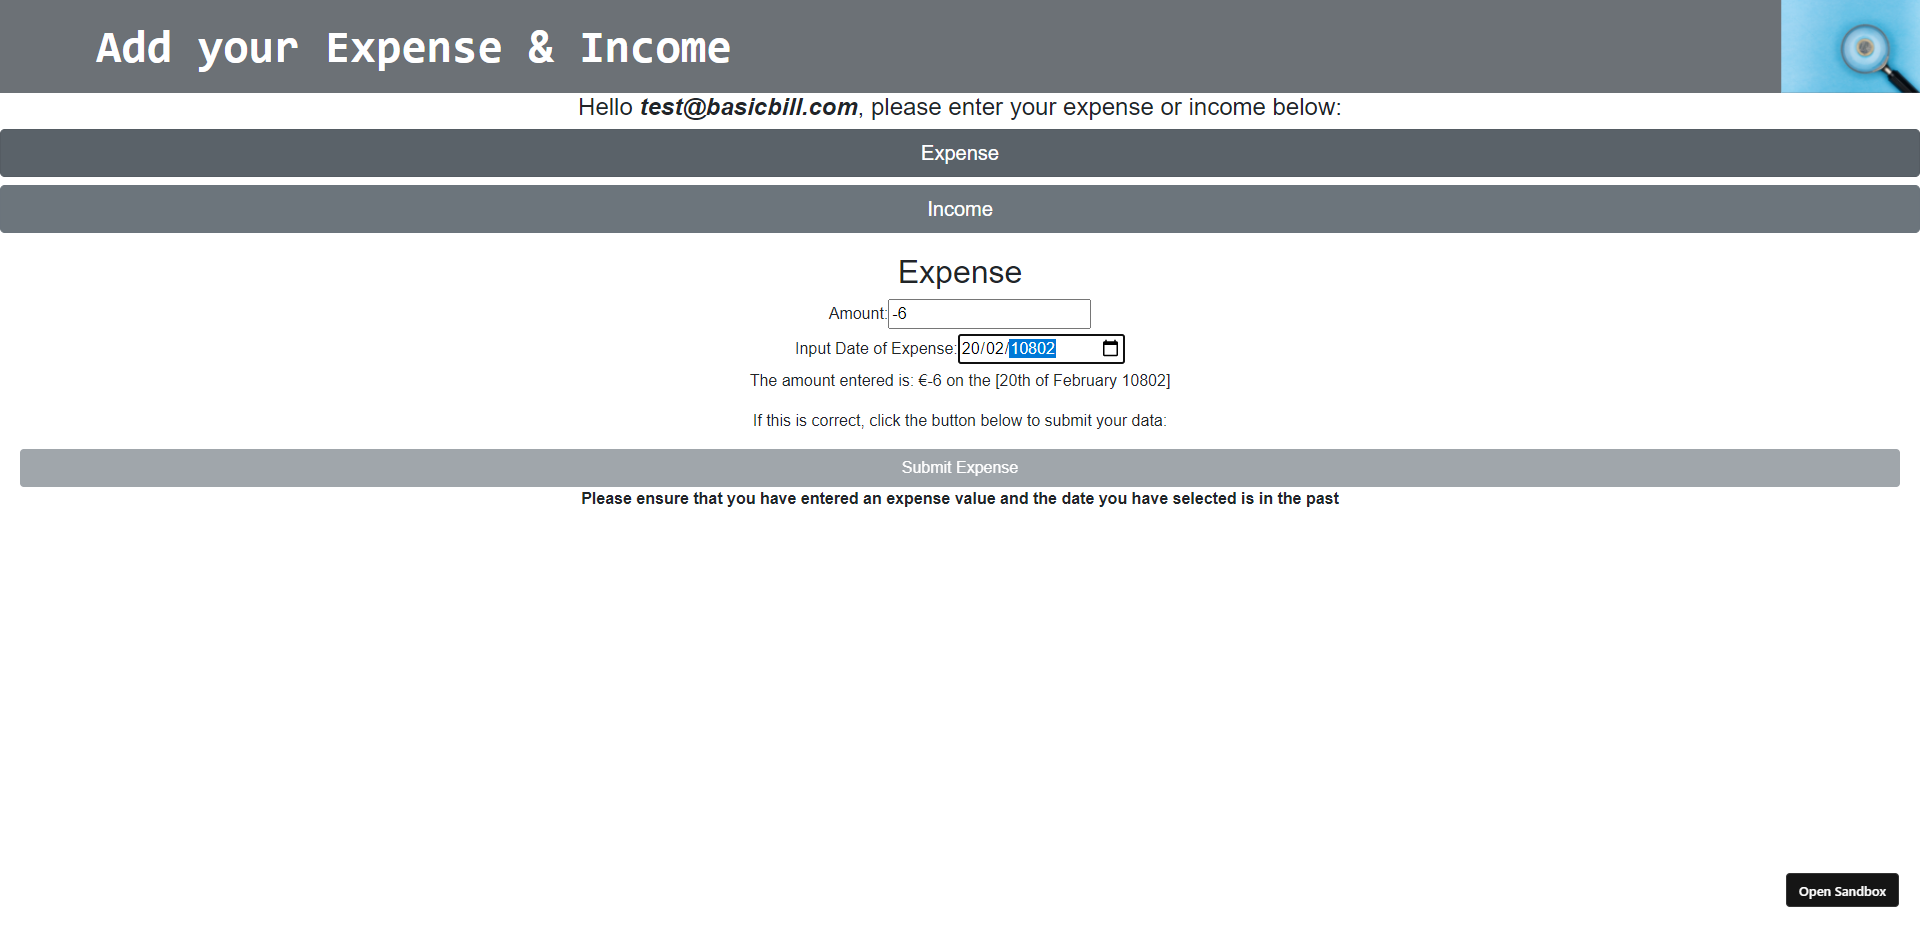 Add your Expense & Income
Hello test@basicbill.com, please enter your expense or income below:
Expense
Income
Expense
Amount: -6
Input Date of Expense: 20/02/10802
The amount entered is: €-6 on the [20th of February 10802]
If this is correct, click the button below to submit your data:
Submit Expense
Please ensure that you have entered an expense value and the date you have selected is in the past
Open Sandbox